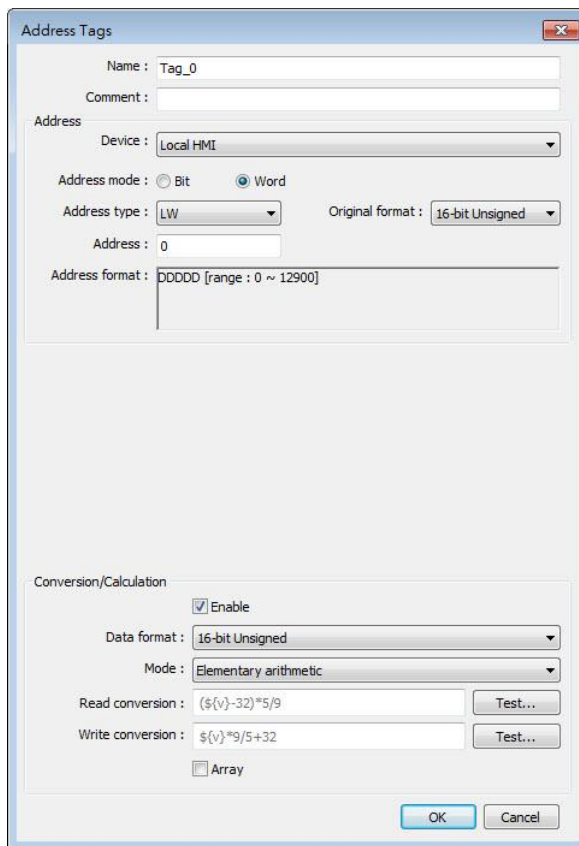 Address Tags
Name : Tag_0
Comment :
Address
Device : Local HMI
Address mode : Bit Word
Address type : LW Original format : 16-bit Unsigned
Address : 0
Address format : DDDDD [range : 0 ~ 12900]
Conversion/Calculation
Enable
Data format : 16-bit Unsigned
Mode : Elementary arithmetic
Read conversion : (${v}-32)*5/9 Test...
Write conversion : ${v}*9/5+32 Test...
Array
OK Cancel